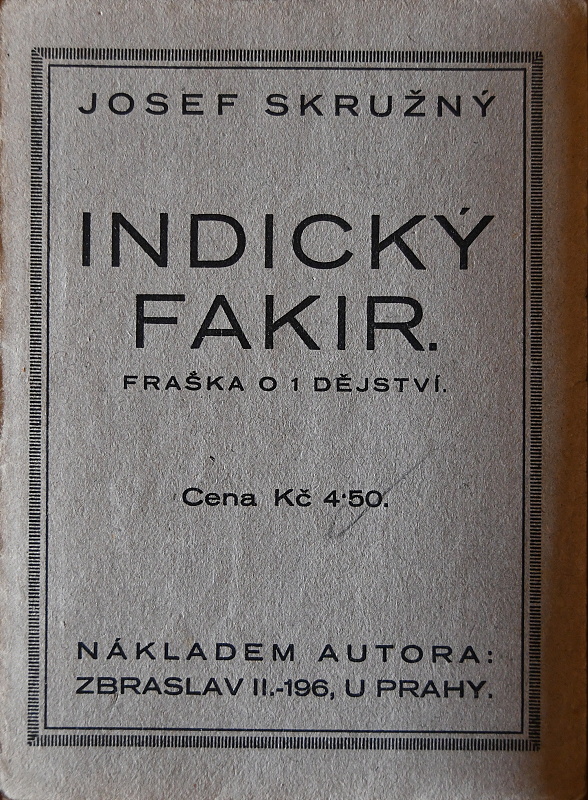 JOSEF SKRUŽNÝ
INDICKÝ
FAKIR.
FRAŠKA O 1 DĚJSTVÍ.
Cena Kč 4·50.
NÁKLADEM AUTORA:
ZBRASLAV II.-196, U PRAHY.